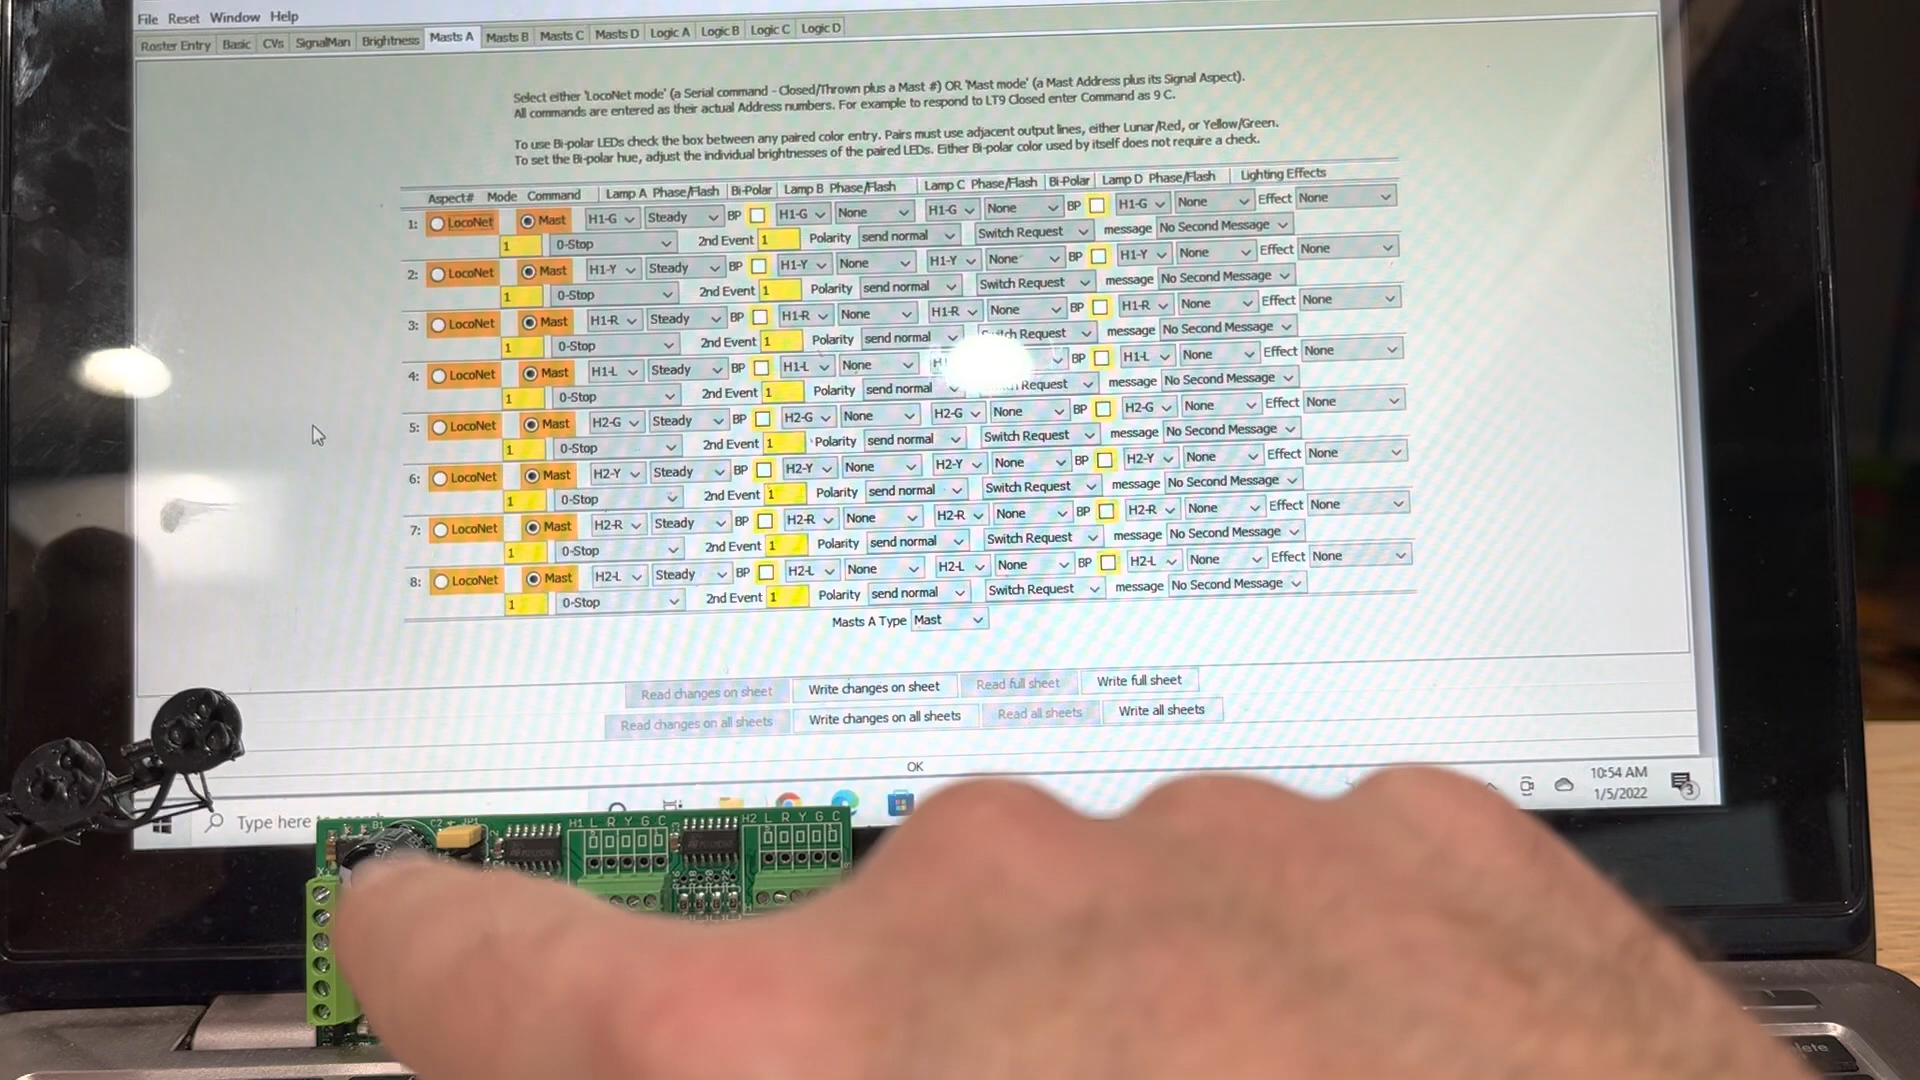 File Reset Window Help
Roster Entry Basic CVs SignalMan Brightness Masts A Masts B Masts C Masts D Logic A Logic B Logic C Logic D
Select either 'LocoNet mode' (a Serial command - Closed/Thrown plus a Mast #) OR 'Mast mode' (a Mast Address plus its Signal Aspect).
All commands are entered as their actual Address numbers. For example to respond to LT9 Closed enter Command as 9 C.
To use Bi-polar LEDs check the box between any paired color entry. Pairs must use adjacent output lines, either Lunar/Red, or Yellow/Green.
To set the Bi-polar hue, adjust the individual brightnesses of the paired LEDs. Either Bi-polar color used by itself does not require a check.
Aspect# Mode Command Lamp A Phase/Flash Bi-Polar Lamp B Phase/Flash Lamp C Phase/Flash Bi-Polar Lamp D Phase/Flash Lighting Effects
1: LocoNet Mast H1-G Steady BP H1-G None H1-G None BP H1-G None Effect None
1 0-Stop 2nd Event 1 Polarity send normal Switch Request message No Second Message
2: LocoNet Mast H1-Y Steady BP H1-Y None H1-Y None BP H1-Y None Effect None
1 0-Stop 2nd Event 1 Polarity send normal Switch Request message No Second Message
3: LocoNet Mast H1-R Steady BP H1-R None H1-R None BP H1-R None Effect None
1 0-Stop 2nd Event 1 Polarity send normal Request message No Second Message
4: LocoNet Mast H1-L Steady BP H1-L None BP H1-L None Effect None
1 0-Stop 2nd Event 1 Polarity send normal Request message No Second Message
5: LocoNet Mast H2-G Steady BP H2-G None H2-G None BP H2-G None Effect None
1 0-Stop 2nd Event 1 Polarity send normal Switch Request message No Second Message
6: LocoNet Mast H2-Y Steady BP H2-Y None H2-Y None BP H2-Y None Effect None
1 0-Stop 2nd Event 1 Polarity send normal Switch Request message No Second Message
7: LocoNet Mast H2-R Steady BP H2-R None H2-R None BP H2-R None Effect None
1 0-Stop 2nd Event 1 Polarity send normal Switch Request message No Second Message
8: LocoNet Mast H2-L Steady BP H2-L None H2-L None BP H2-L None Effect None
1 0-Stop 2nd Event 1 Polarity send normal Switch Request message No Second Message
Masts A Type Mast
Read changes on sheet Write changes on sheet Read full sheet Write full sheet
Read changes on all sheets Write changes on all sheets Read all sheets Write all sheets
OK
10:54 AM
1/5/2022
3
Type here
H1 L R Y G C H2 L R Y G C